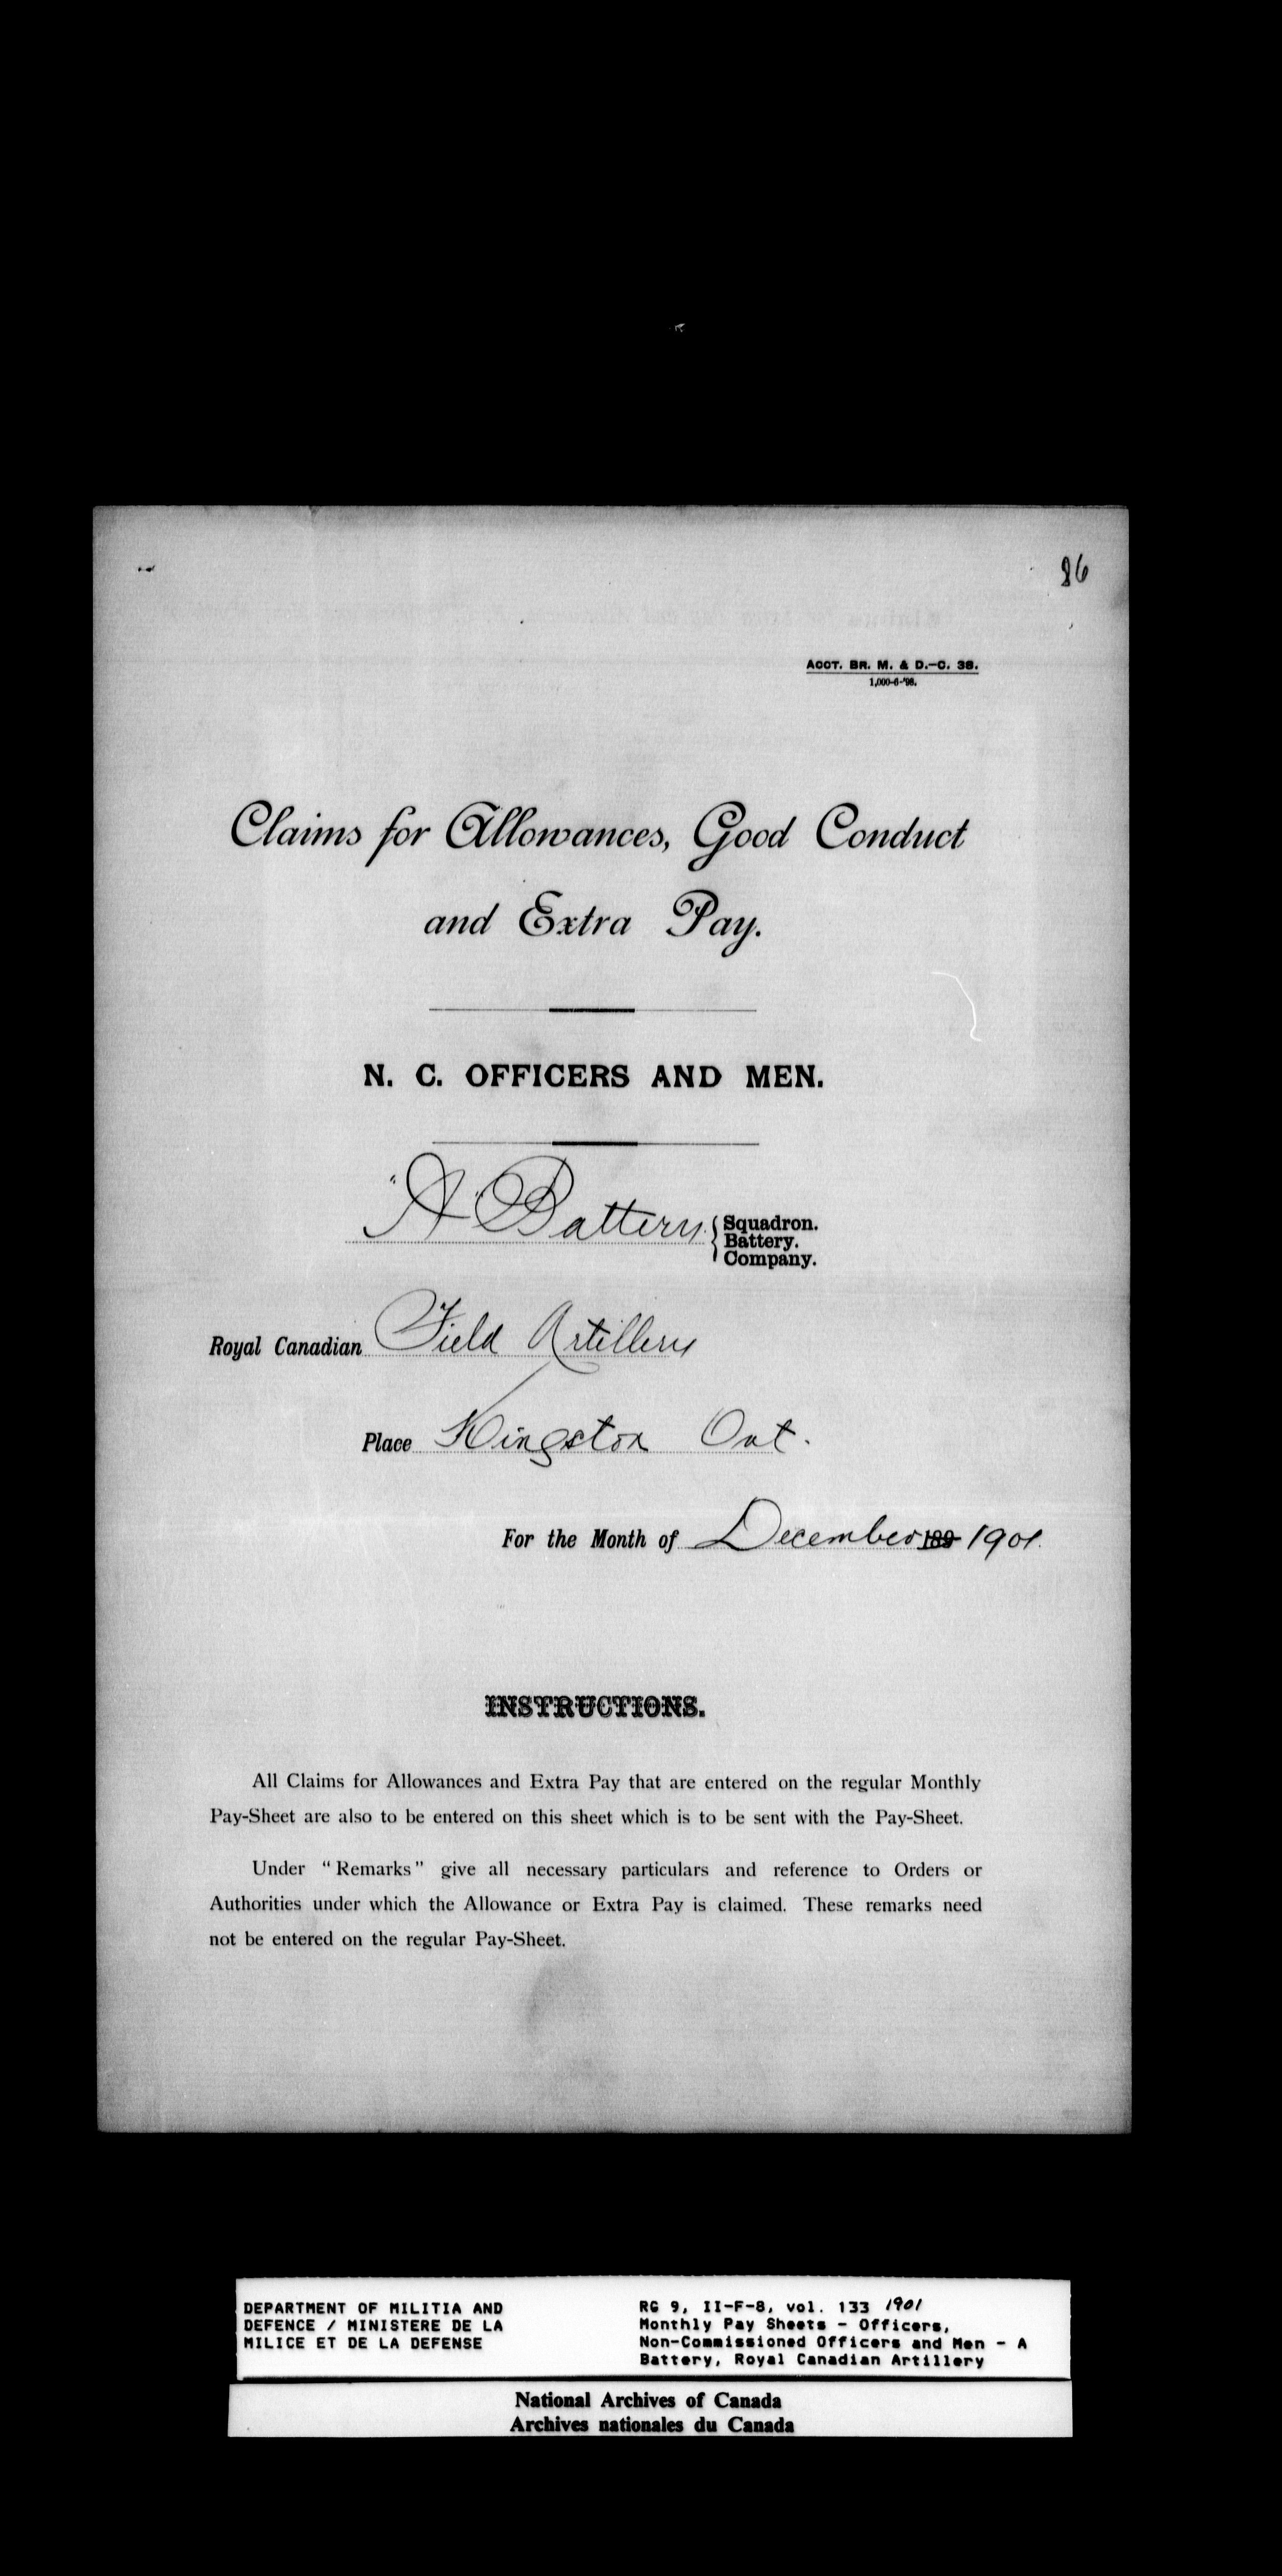 86
ACCT. BR. M. & D.-C. 38.
1,000-6-'98.
Claims for Allowances, Good Conduct
and Extra Pay.
N. C. OFFICERS AND MEN.
"A" Battery { Squadron.
Battery.
Company.
Royal Canadian Field Artillery
Place Kingston Ont.
For the Month of December 189 1901.
INSTRUCTIONS.
All Claims for Allowances and Extra Pay that are entered on the regular Monthly
Pay-Sheet are also to be entered on this sheet which is to be sent with the Pay-Sheet.
Under "Remarks" give all necessary particulars and reference to Orders or
Authorities under which the Allowance or Extra Pay is claimed. These remarks need
not be entered on the regular Pay-Sheet.
DEPARTMENT OF MILITIA AND
DEFENCE / MINISTERE DE LA
MILICE ET DE LA DEFENSE
RG 9, II-F-8, vol. 133 1901
Monthly Pay Sheets - Officers,
Non-Commissioned Officers and Men - A
Battery, Royal Canadian Artillery
National Archives of Canada
Archives nationales du Canada